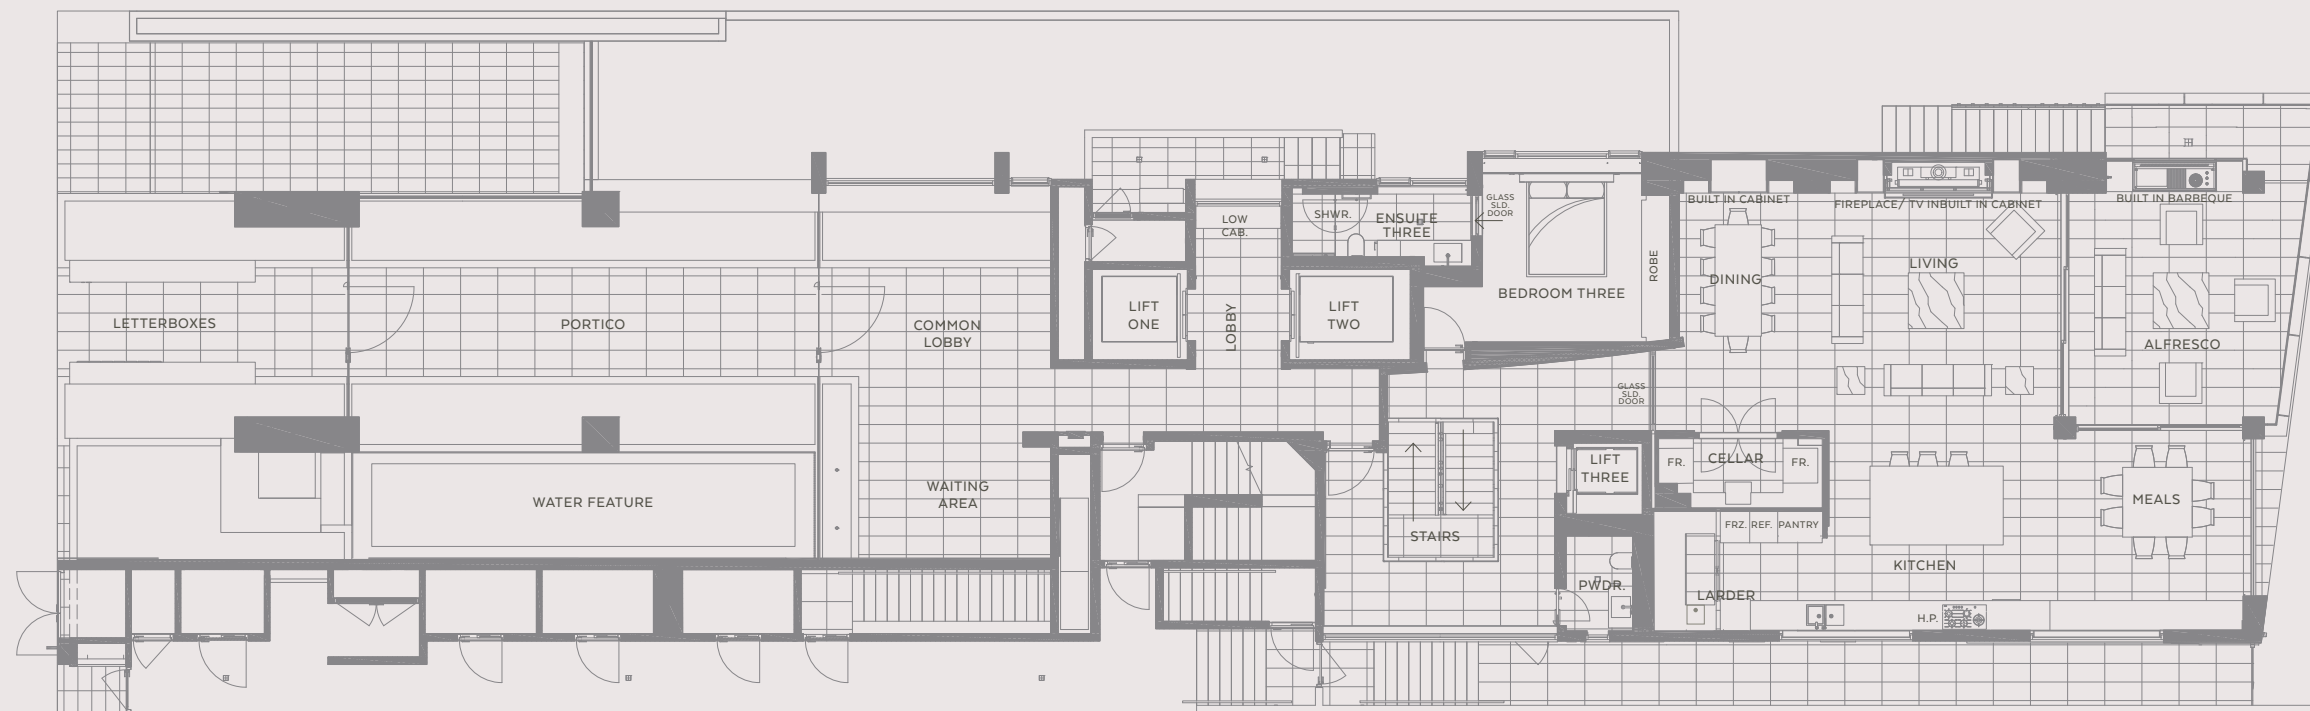 LETTERBOXES
PORTICO
COMMON
LOBBY
WATER FEATURE
WAITING
AREA
LIFT
ONE
LOW
CAB.
LOBBY
LIFT
TWO
SHWR.
ENSUITE
THREE
GLASS
SLD.
DOOR
BEDROOM THREE
ROBE
GLASS
SLD.
DOOR
STAIRS
LIFT
THREE
PWDR.
BUILT IN CABINET
DINING
FIREPLACE/ TV INBUILT IN CABINET
LIVING
BUILT IN BARBEQUE
ALFRESCO
FR.
CELLAR
FR.
FRZ.
REF.
PANTRY
LARDER
KITCHEN
H.P.
MEALS